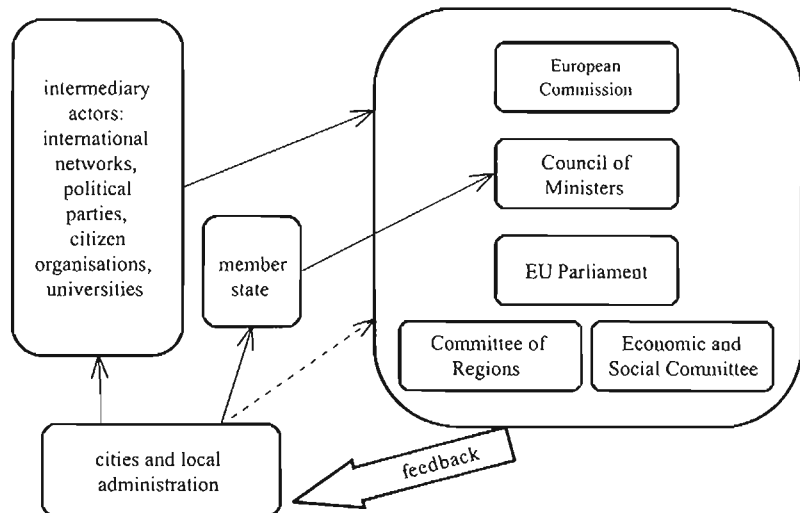 intermediary
actors:
international
networks,
political
parties,
citizen
organisations,
universities
member
state
cities and local
administration
European
Commission
Council of
Ministers
EU Parliament
Committee of
Regions
Economic and
Social Committee
feedback